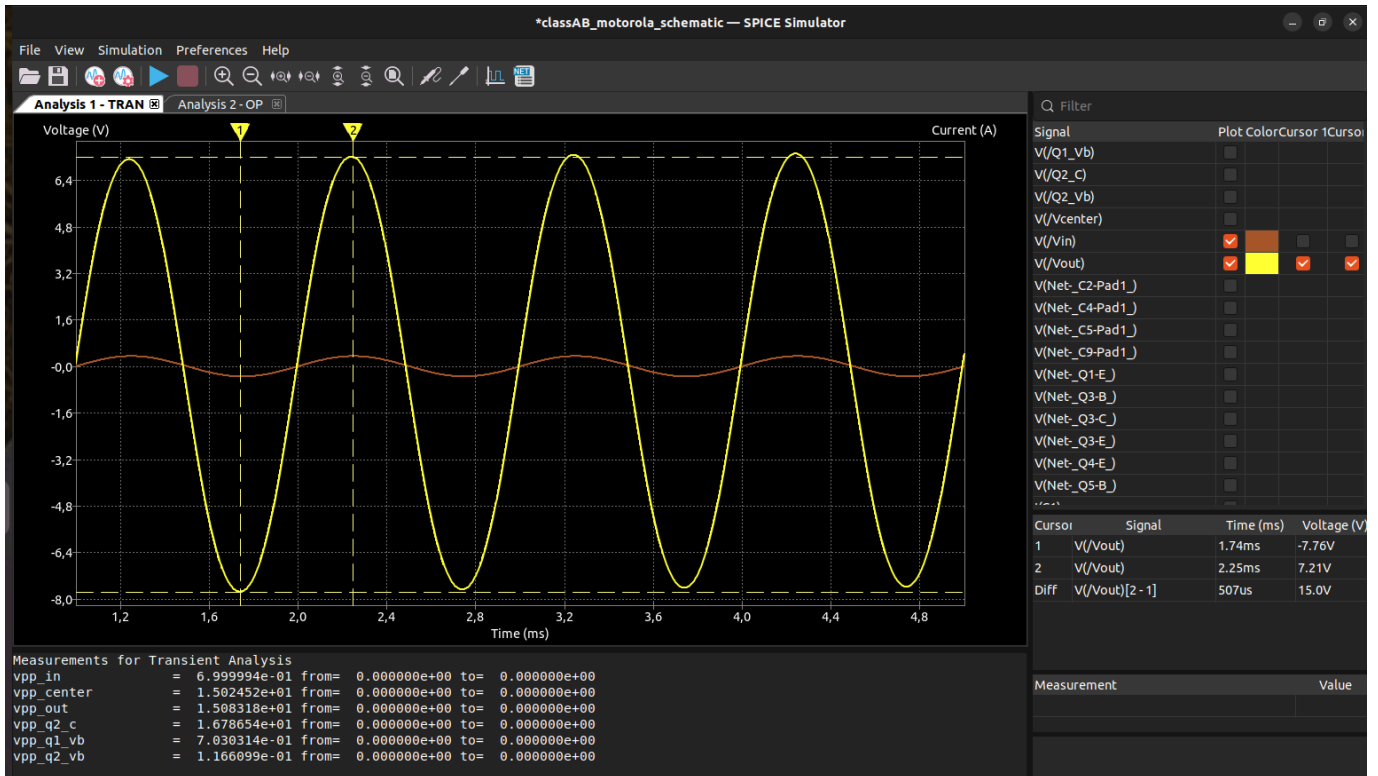 *classAB_motorola_schematic — SPICE Simulator
File View Simulation Preferences Help
NET
Analysis 1 - TRAN Analysis 2 - OP
Filter
Voltage (V) 1 2 Current (A)
Signal Plot Color Cursor 1 Cursor
V(/Q1_Vb)
V(/Q2_C)
V(/Q2_Vb)
V(/Vcenter)
V(/Vin)
V(/Vout)
V(Net-_C2-Pad1_)
V(Net-_C4-Pad1_)
V(Net-_C5-Pad1_)
V(Net-_C9-Pad1_)
V(Net-_Q1-E_)
V(Net-_Q3-B_)
V(Net-_Q3-C_)
V(Net-_Q3-E_)
V(Net-_Q4-E_)
V(Net-_Q5-B_)
6,4
4,8
3,2
1,6
-0,0
-1,6
-3,2
-4,8
-6,4
-8,0
1,2 1,6 2,0 2,4 2,8 3,2 3,6 4,0 4,4 4,8
Time (ms)
Cursor Signal Time (ms) Voltage (V)
1 V(/Vout) 1.74ms -7.76V
2 V(/Vout) 2.25ms 7.21V
Diff V(/Vout)[2 - 1] 507us 15.0V
Measurement Value
Measurements for Transient Analysis
vpp_in = 6.999994e-01 from= 0.000000e+00 to= 0.000000e+00
vpp_center = 1.502452e+01 from= 0.000000e+00 to= 0.000000e+00
vpp_out = 1.508318e+01 from= 0.000000e+00 to= 0.000000e+00
vpp_q2_c = 1.678654e+01 from= 0.000000e+00 to= 0.000000e+00
vpp_q1_vb = 7.030314e-01 from= 0.000000e+00 to= 0.000000e+00
vpp_q2_vb = 1.166099e-01 from= 0.000000e+00 to= 0.000000e+00